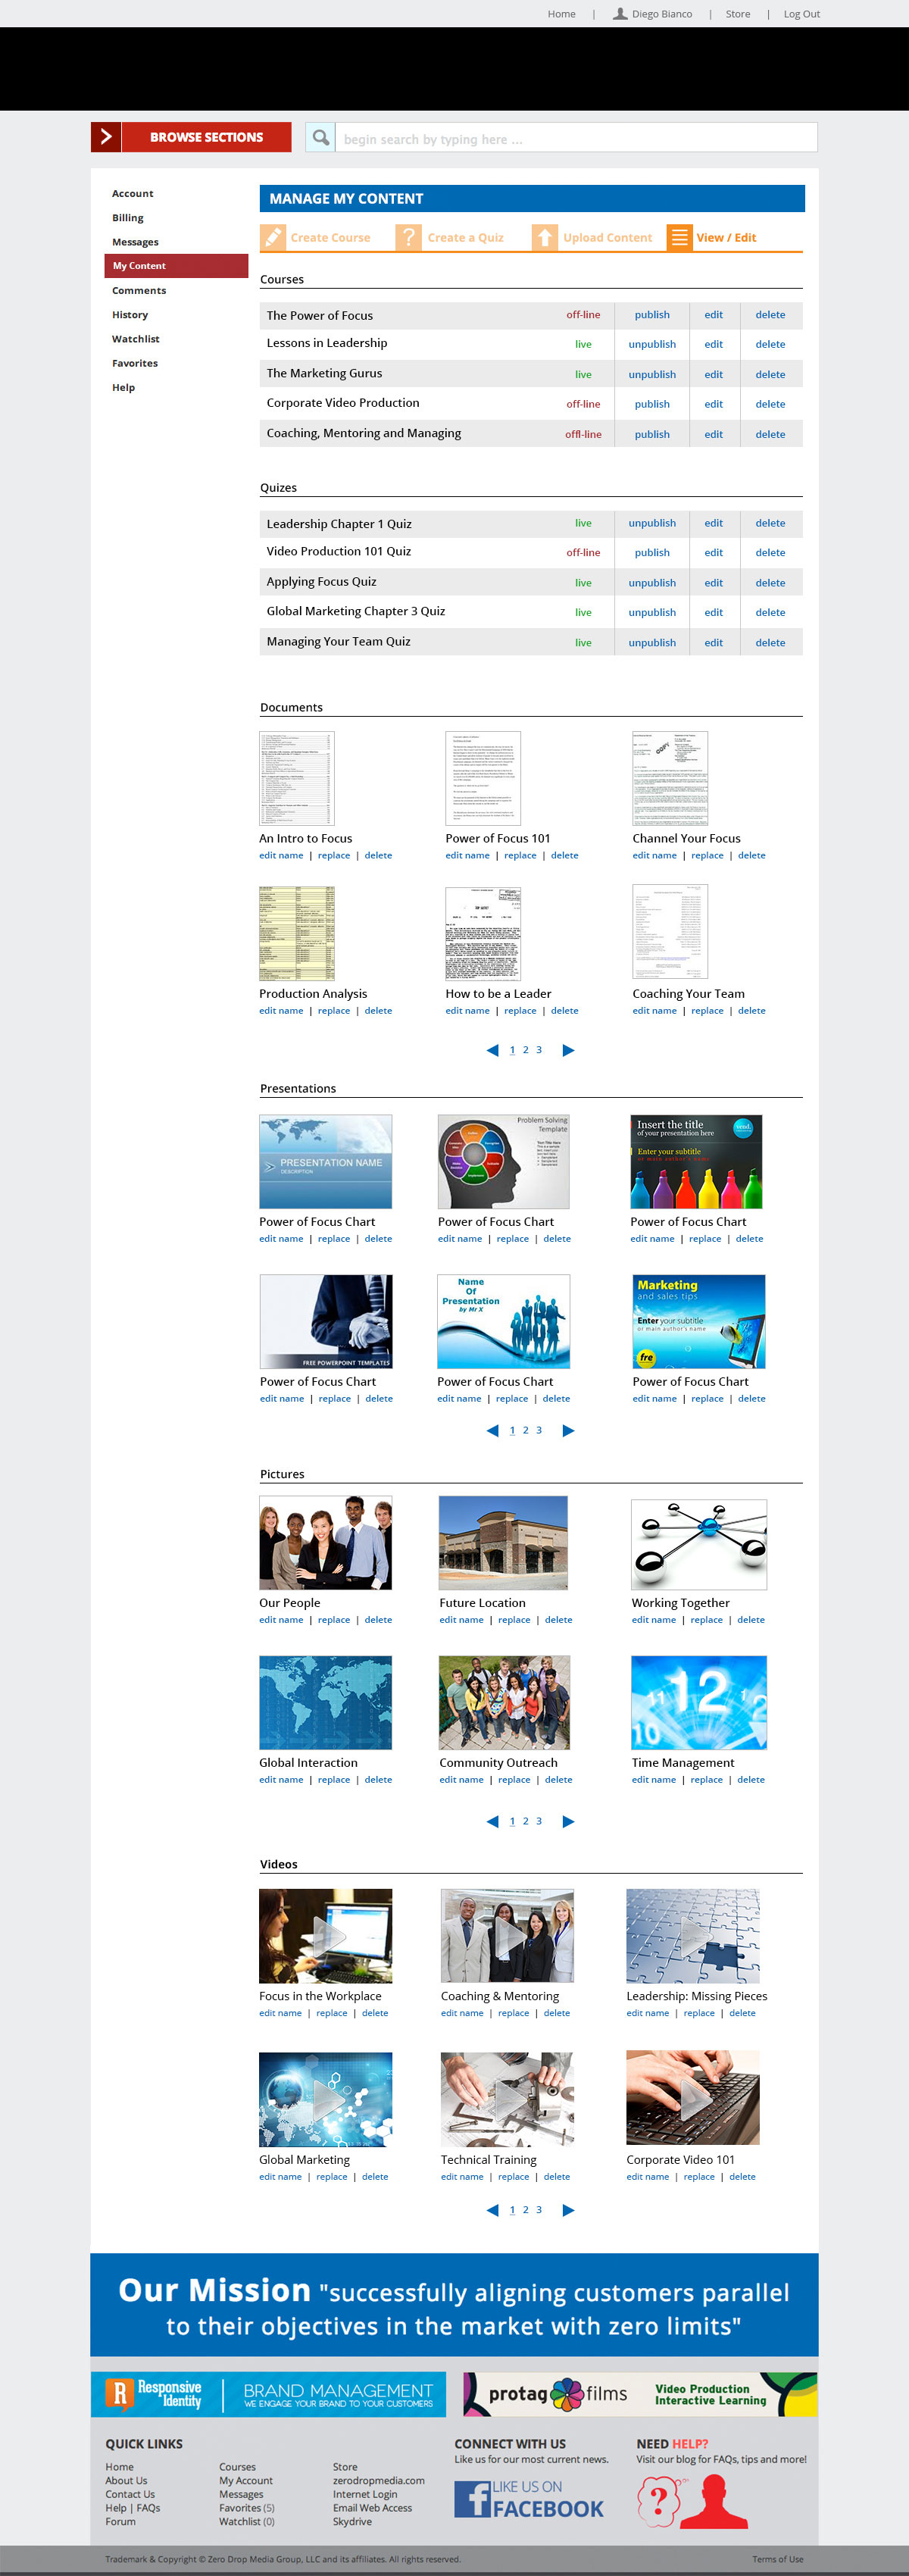 Home | Diego Bianco | Store | Log Out
BROWSE SECTIONS
begin search by typing here ...
Account
Billing
Messages
My Content
Comments
History
Watchlist
Favorites
Help
MANAGE MY CONTENT
Create Course ? Create a Quiz Upload Content View / Edit
Courses
The Power of Focus off-line publish edit delete
Lessons in Leadership live unpublish edit delete
The Marketing Gurus live unpublish edit delete
Corporate Video Production off-line publish edit delete
Coaching, Mentoring and Managing offl-line publish edit delete
Quizes
Leadership Chapter 1 Quiz live unpublish edit delete
Video Production 101 Quiz off-line publish edit delete
Applying Focus Quiz live unpublish edit delete
Global Marketing Chapter 3 Quiz live unpublish edit delete
Managing Your Team Quiz live unpublish edit delete
Documents
COPY
An Intro to Focus Power of Focus 101 Channel Your Focus
edit name | replace | delete edit name | replace | delete edit name | replace | delete
Production Analysis How to be a Leader Coaching Your Team
edit name | replace | delete edit name | replace | delete edit name | replace | delete
1 2 3
Presentations
PRESENTATION NAME
DESCRIPTION
Problem Solving
Template
Insert the title
of your presentation here
Enter your subtitle
Power of Focus Chart Power of Focus Chart Power of Focus Chart
edit name | replace | delete edit name | replace | delete edit name | replace | delete
FREE POWERPOINT TEMPLATES
Name
Of
Presentation
by Mr X
Marketing
and sales tips
Enter your subtitle
or main author's name
fre
Power of Focus Chart Power of Focus Chart Power of Focus Chart
edit name | replace | delete edit name | replace | delete edit name | replace | delete
1 2 3
Pictures
Our People Future Location Working Together
edit name | replace | delete edit name | replace | delete edit name | replace | delete
11 12
10
Global Interaction Community Outreach Time Management
edit name | replace | delete edit name | replace | delete edit name | replace | delete
1 2 3
Videos
Focus in the Workplace Coaching & Mentoring Leadership: Missing Pieces
edit name | replace | delete edit name | replace | delete edit name | replace | delete
Global Marketing Technical Training Corporate Video 101
edit name | replace | delete edit name | replace | delete edit name | replace | delete
1 2 3
Our Mission "successfully aligning customers parallel
to their objectives in the market with zero limits"
R Responsive Identity
BRAND MANAGEMENT
WE ENGAGE YOUR BRAND TO YOUR CUSTOMERS
protag films
Video Production
Interactive Learning
QUICK LINKS
Home Courses Store
About Us My Account zerodropmedia.com
Contact Us Messages Internet Login
Help | FAQs Favorites (5) Email Web Access
Forum Watchlist (0) Skydrive
CONNECT WITH US
Like us for our most current news.
f LIKE US ON
FACEBOOK
NEED HELP?
Visit our blog for FAQs, tips and more!
?
Trademark & Copyright © Zero Drop Media Group, LLC and its affiliates. All rights reserved. Terms of Use